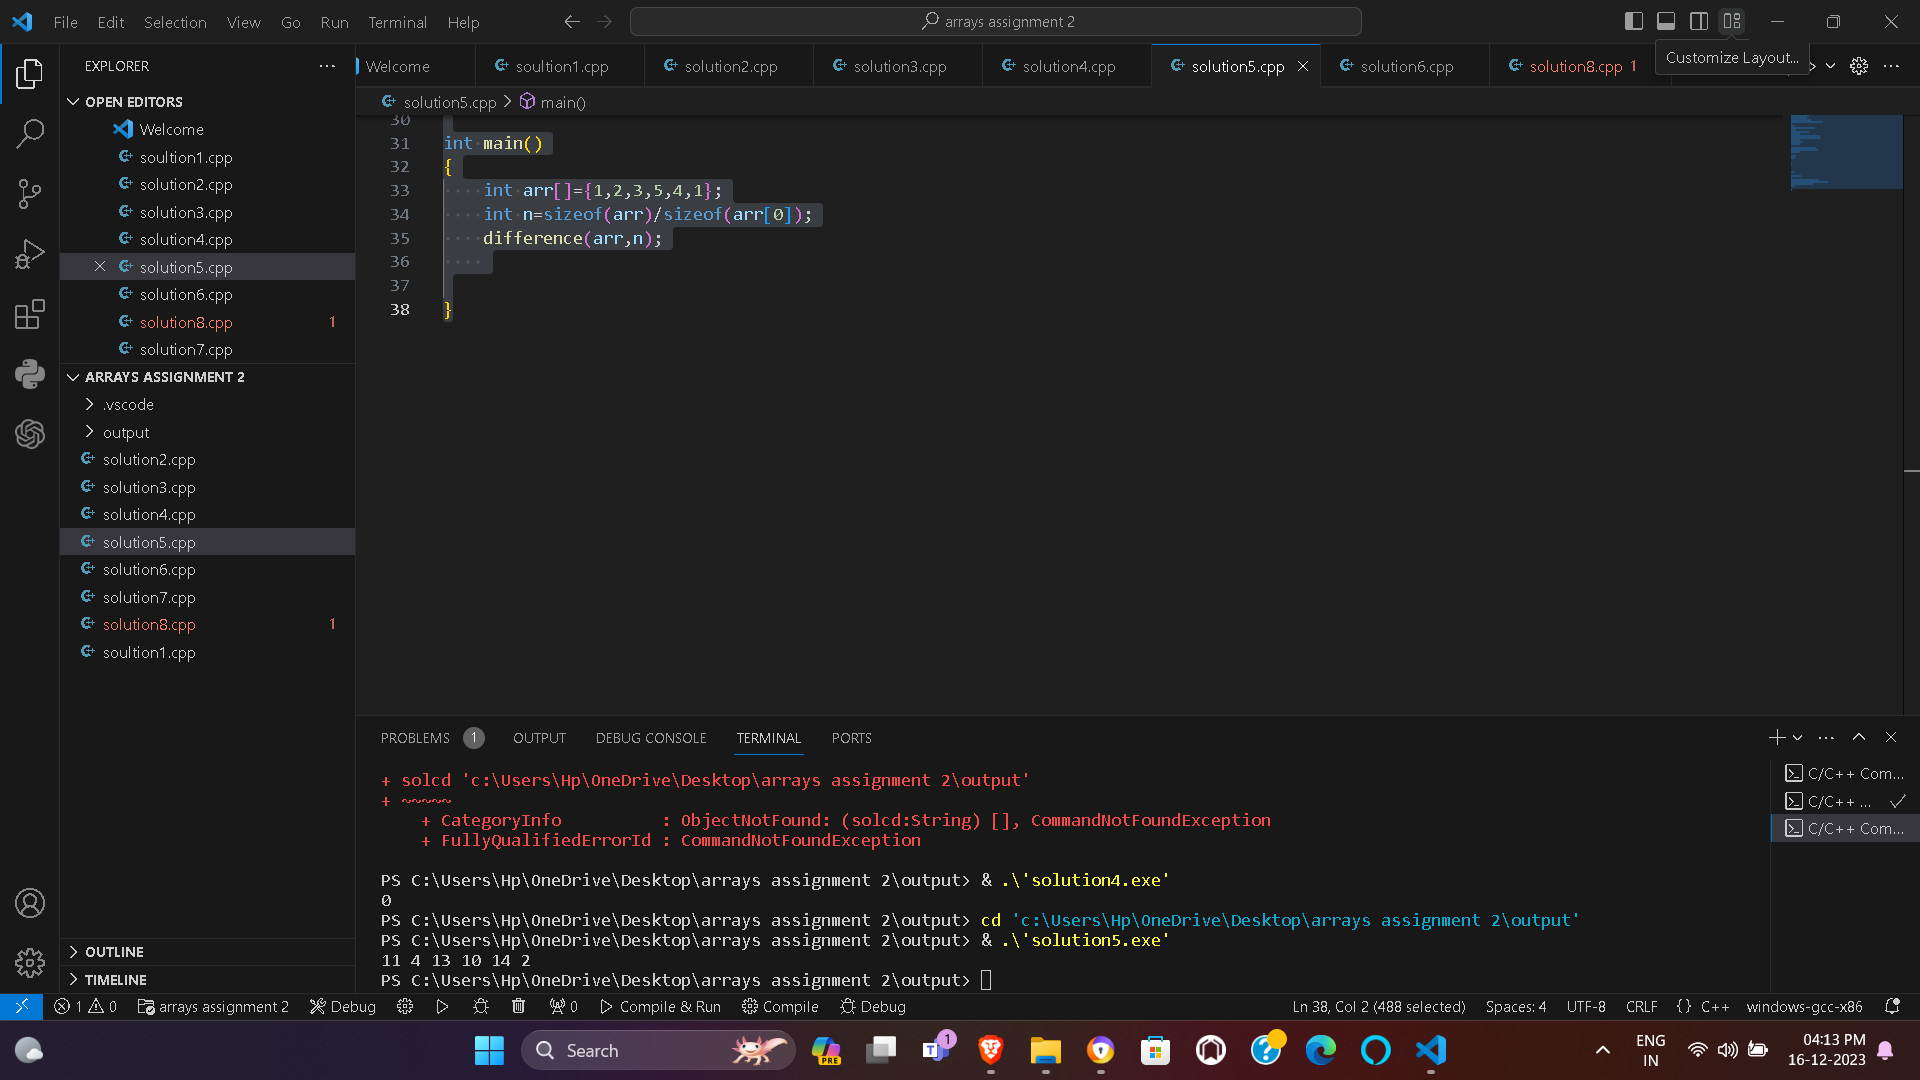 File Edit Selection View Go Run Terminal Help
arrays assignment 2
Customize Layout...
EXPLORER
OPEN EDITORS
Welcome
soultion1.cpp
solution2.cpp
solution3.cpp
solution4.cpp
solution5.cpp
solution6.cpp
solution8.cpp 1
solution7.cpp
ARRAYS ASSIGNMENT 2
.vscode
output
solution2.cpp
solution3.cpp
solution4.cpp
solution5.cpp
solution6.cpp
solution7.cpp
solution8.cpp 1
soultion1.cpp
OUTLINE
TIMELINE
Welcome soultion1.cpp solution2.cpp solution3.cpp solution4.cpp solution5.cpp solution6.cpp solution8.cpp 1
solution5.cpp > main()
30
31 int main()
32 {
33 int arr[]={1,2,3,5,4,1};
34 int n=sizeof(arr)/sizeof(arr[0]);
35 difference(arr,n);
36
37
38 }
PROBLEMS 1 OUTPUT DEBUG CONSOLE TERMINAL PORTS
+ solcd 'c:\Users\Hp\OneDrive\Desktop\arrays assignment 2\output'
+ ~~~~~
+ CategoryInfo : ObjectNotFound: (solcd:String) [], CommandNotFoundException
+ FullyQualifiedErrorId : CommandNotFoundException
PS C:\Users\Hp\OneDrive\Desktop\arrays assignment 2\output> & .\'solution4.exe'
0
PS C:\Users\Hp\OneDrive\Desktop\arrays assignment 2\output> cd 'c:\Users\Hp\OneDrive\Desktop\arrays assignment 2\output'
PS C:\Users\Hp\OneDrive\Desktop\arrays assignment 2\output> & .\'solution5.exe'
11 4 13 10 14 2
PS C:\Users\Hp\OneDrive\Desktop\arrays assignment 2\output>
C/C++ Com...
C/C++ ...
C/C++ Com...
1 0 arrays assignment 2 Debug 0 Compile & Run Compile Debug Ln 38, Col 2 (488 selected) Spaces: 4 UTF-8 CRLF {} C++ windows-gcc-x86
Search PRE 1 ENG IN 04:13 PM
16-12-2023